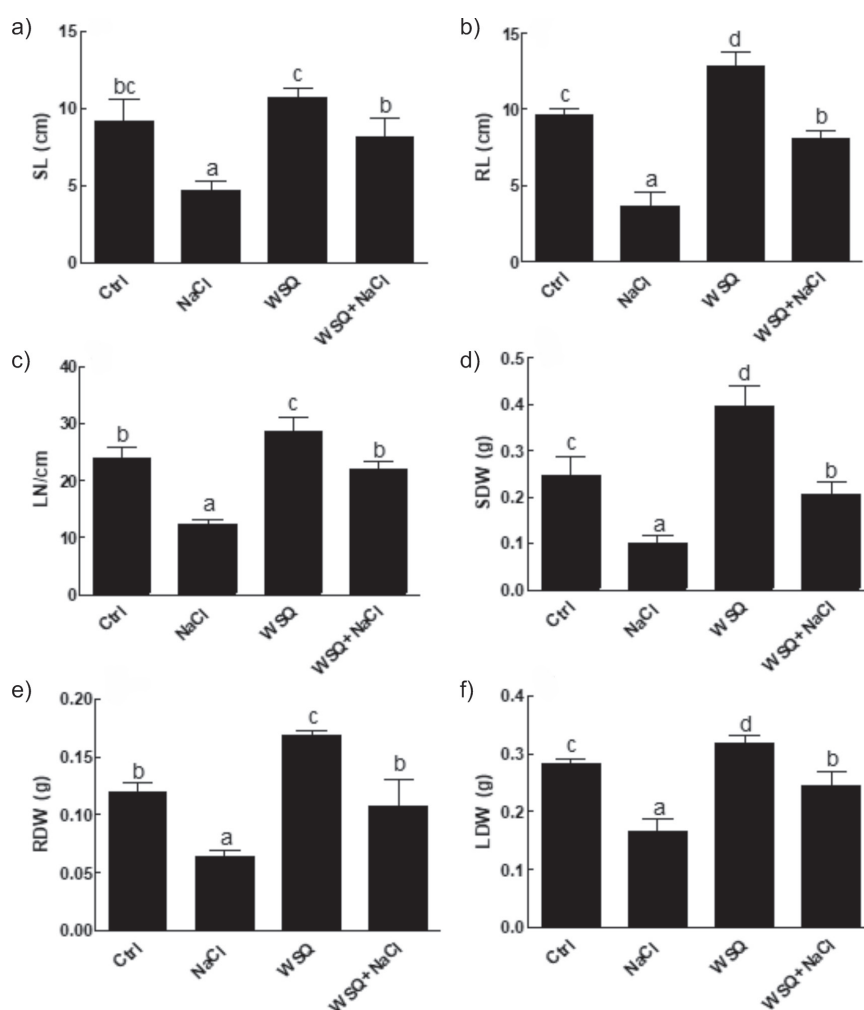 a)
15
10
5
0
SL (cm)
bc
a
c
b
Ctrl
NaCl
WSQ
WSQ+NaCl
b)
15
10
5
0
RL (cm)
c
a
d
b
Ctrl
NaCl
WSQ
WSQ+NaCl
c)
40
30
20
10
0
LN/cm
b
a
c
b
Ctrl
NaCl
WSQ
WSQ+NaCl
d)
0.5
0.4
0.3
0.2
0.1
0.0
SDW (g)
c
a
d
b
Ctrl
NaCl
WSQ
WSQ+NaCl
e)
0.20
0.15
0.10
0.05
0.00
RDW (g)
b
a
c
b
Ctrl
NaCl
WSQ
WSQ+NaCl
f)
0.4
0.3
0.2
0.1
0.0
LDW (g)
c
a
d
b
Ctrl
NaCl
WSQ
WSQ+NaCl